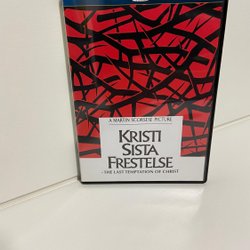 A MARTIN SCORSESE PICTURE
KRISTI
SISTA
FRESTELSE
- THE LAST TEMPTATION OF CHRIST